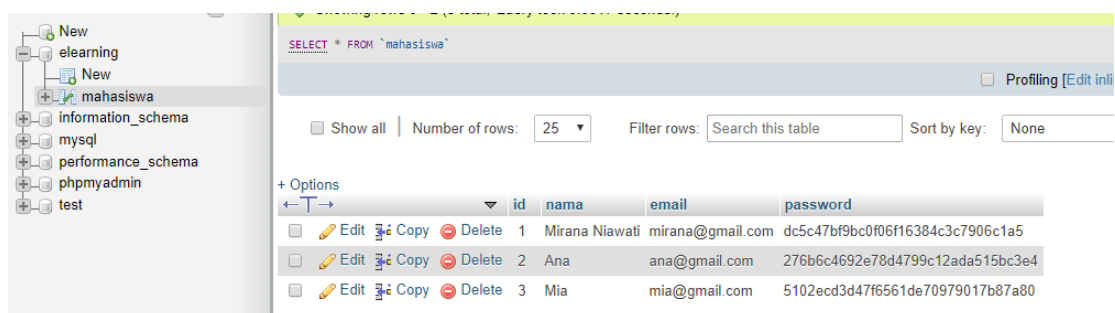 New
elearning
New
mahasiswa
information_schema
mysql
performance_schema
phpmyadmin
test
SELECT * FROM `mahasiswa`
Profiling [Edit inli
Show all | Number of rows: 25 Filter rows: Search this table Sort by key: None
+ Options
←T→ id nama email password
Edit Copy Delete 1 Mirana Niawati mirana@gmail.com dc5c47bf9bc0f06f16384c3c7906c1a5
Edit Copy Delete 2 Ana ana@gmail.com 276b6c4692e78d4799c12ada515bc3e4
Edit Copy Delete 3 Mia mia@gmail.com 5102ecd3d47f6561de70979017b87a80